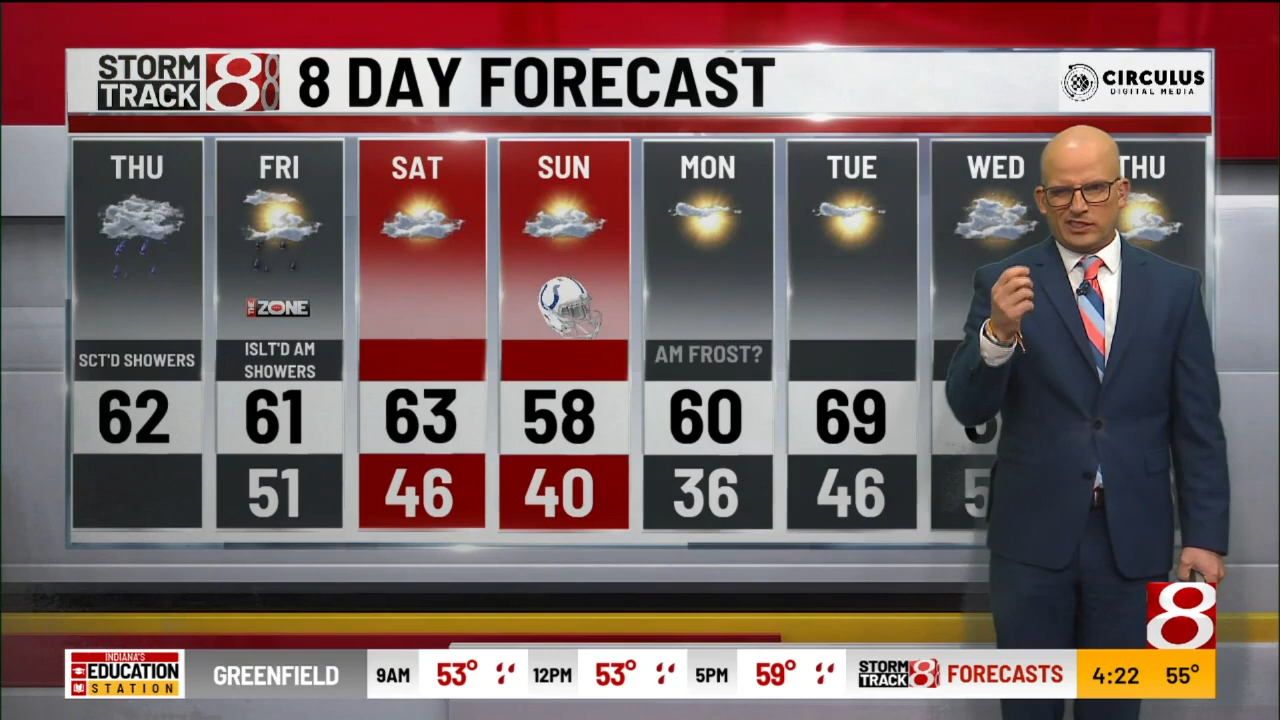 STORM TRACK 8
8 DAY FORECAST
CIRCULUS
DIGITAL MEDIA
THU FRI SAT SUN MON TUE WED THU
THE ZONE
SCT'D SHOWERS
ISLT'D AM
SHOWERS
AM FROST?
62 61 63 58 60 69
51 46 40 36 46 5
INDIANA'S
EDUCATION
STATION
GREENFIELD 9AM 53° 12PM 53° 5PM 59° STORM TRACK 8 FORECASTS 4:22 55°
8